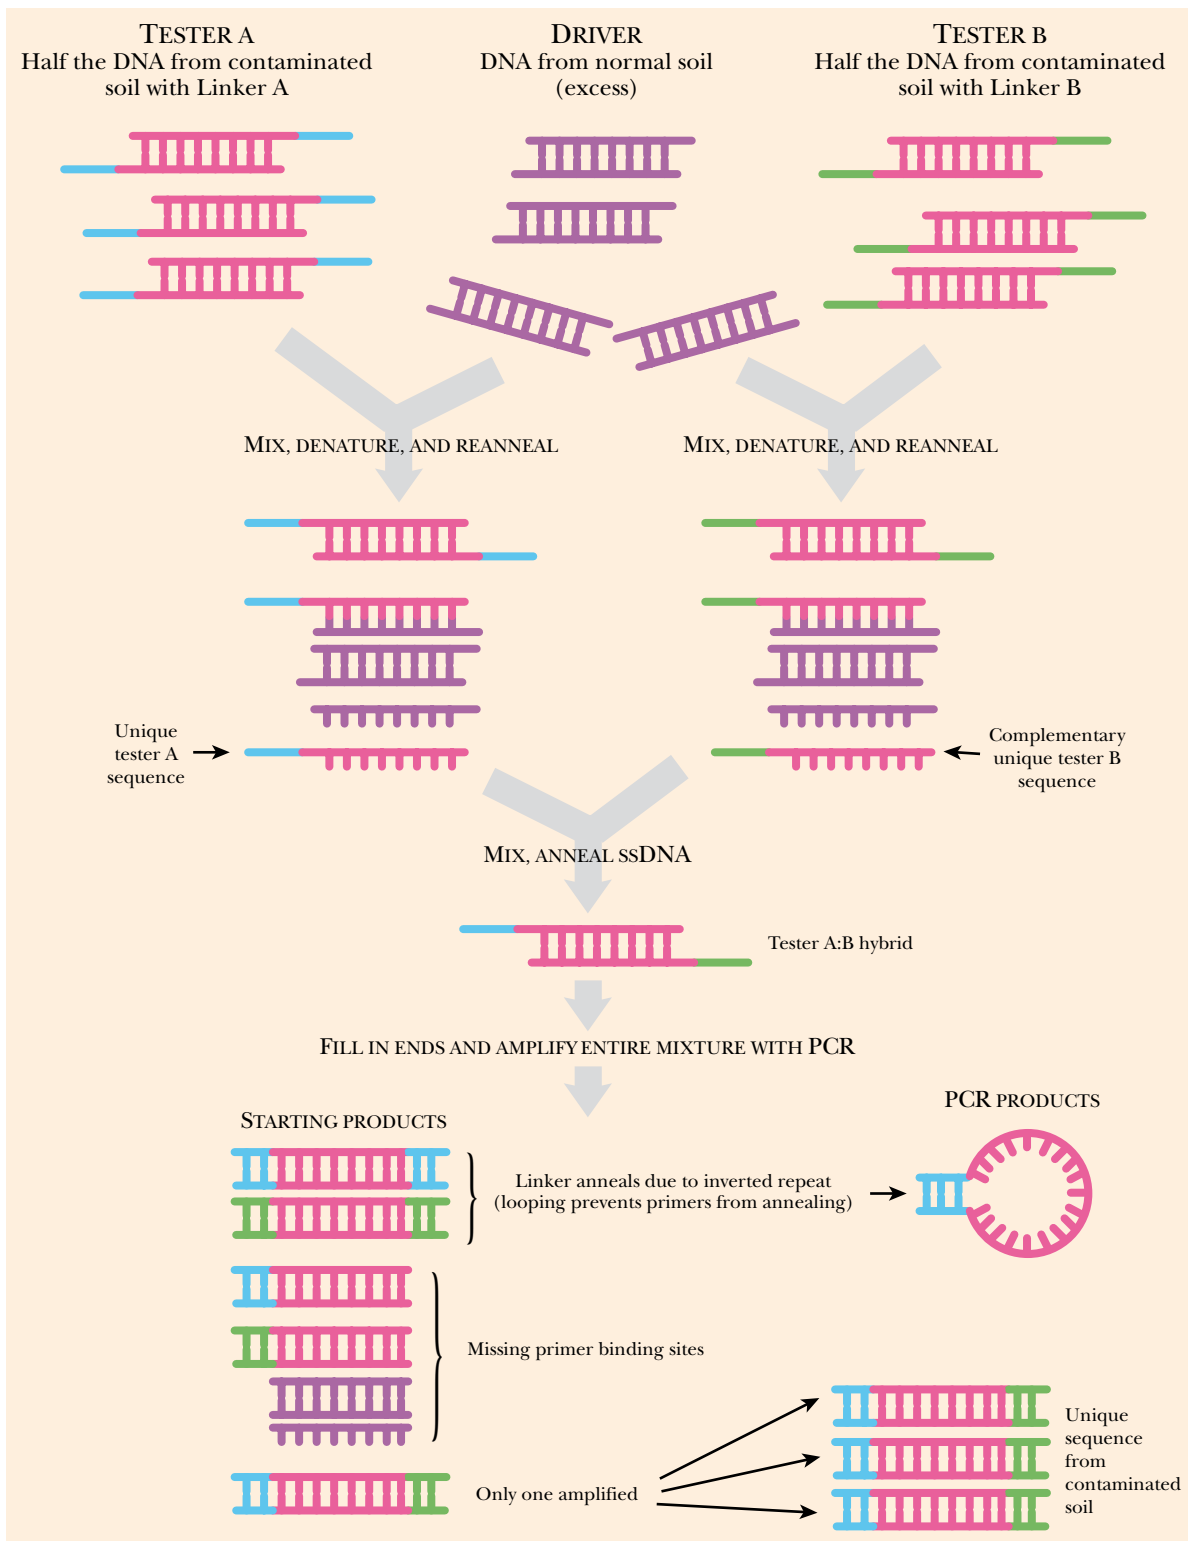 TESTER A
Half the DNA from contaminated
soil with Linker A
DRIVER
DNA from normal soil
(excess)
TESTER B
Half the DNA from contaminated
soil with Linker B
MIX, DENATURE, AND REANNEAL
MIX, DENATURE, AND REANNEAL
Unique
tester A
sequence
Complementary
unique tester B
sequence
MIX, ANNEAL SSDNA
Tester A:B hybrid
FILL IN ENDS AND AMPLIFY ENTIRE MIXTURE WITH PCR
STARTING PRODUCTS
PCR PRODUCTS
Linker anneals due to inverted repeat
(looping prevents primers from annealing)
Missing primer binding sites
Only one amplified
Unique
sequence
from
contaminated
soil